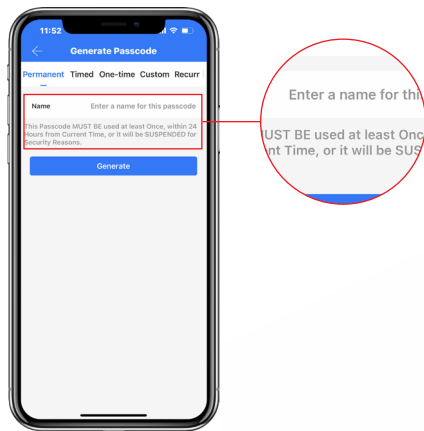 11:52
Generate Passcode
Permanent Timed One-time Custom Recurr
Name Enter a name for this passcode
This Passcode MUST BE used at least Once, within 24
Hours from Current Time, or it will be SUSPENDED for
Security Reasons.
Generate
Enter a name for thi
UST BE used at least Onc
nt Time, or it will be SUS